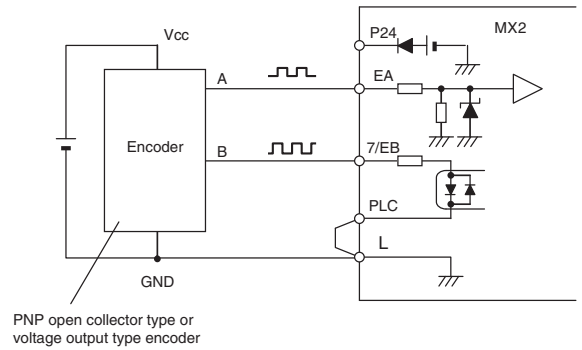 Vcc
P24
MX2
A
EA
Encoder
B
7/EB
PLC
L
GND
PNP open collector type or
voltage output type encoder